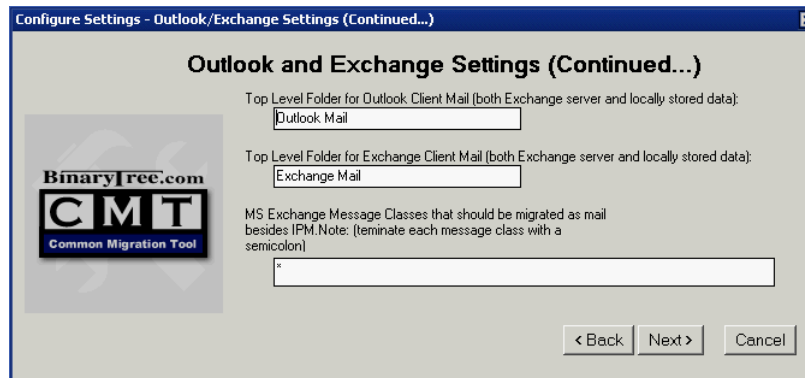 Configure Settings - Outlook/Exchange Settings (Continued...)
Outlook and Exchange Settings (Continued...)
Top Level Folder for Outlook Client Mail (both Exchange server and locally stored data):
Outlook Mail
Top Level Folder for Exchange Client Mail (both Exchange server and locally stored data):
Exchange Mail
BinaryTree.com
CMT
Common Migration Tool
MS Exchange Message Classes that should be migrated as mail
besides IPM.Note: (teminate each message class with a
semicolon)
*
< Back
Next >
Cancel